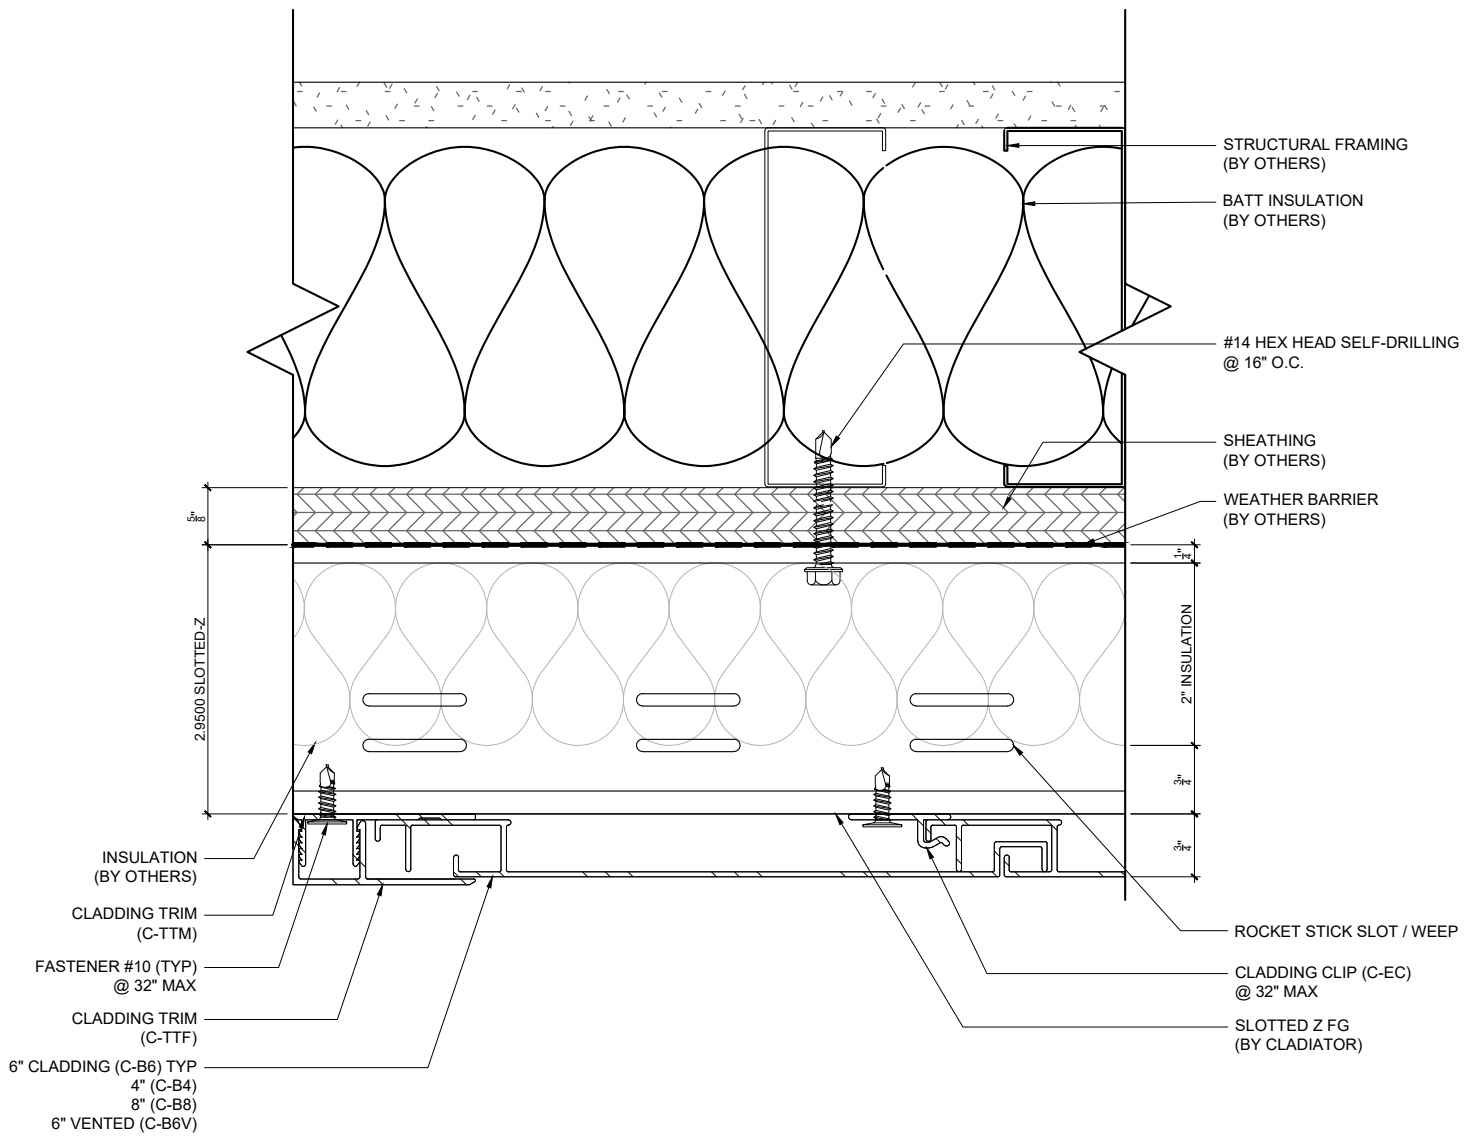 STRUCTURAL FRAMING
(BY OTHERS)
BATT INSULATION
(BY OTHERS)
#14 HEX HEAD SELF-DRILLING
@ 16" O.C.
SHEATHING
(BY OTHERS)
WEATHER BARRIER
(BY OTHERS)
5/8"
1/4"
2.9500 SLOTTED-Z
2" INSULATION
3/4"
3/4"
INSULATION
(BY OTHERS)
CLADDING TRIM
(C-TTM)
FASTENER #10 (TYP)
@ 32" MAX
CLADDING TRIM
(C-TTF)
6" CLADDING (C-B6) TYP
4" (C-B4)
8" (C-B8)
6" VENTED (C-B6V)
ROCKET STICK SLOT / WEEP
CLADDING CLIP (C-EC)
@ 32" MAX
SLOTTED Z FG
(BY CLADIATOR)